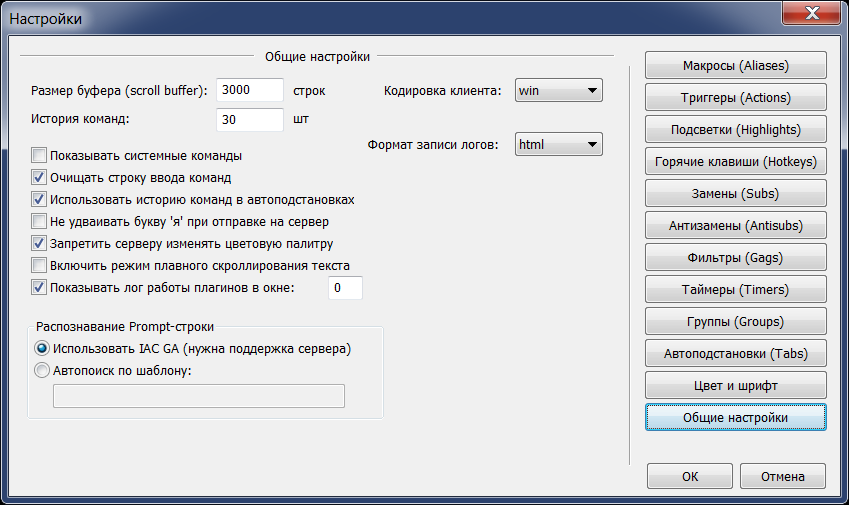 Настройки
Общие настройки
Размер буфера (scroll buffer): 3000 строк
Кодировка клиента: win
История команд: 30 шт
Формат записи логов: html
Показывать системные команды
Очищать строку ввода команд
Использовать историю команд в автоподстановках
Не удваивать букву 'я' при отправке на сервер
Запретить серверу изменять цветовую палитру
Включить режим плавного скроллирования текста
Показывать лог работы плагинов в окне: 0
Распознавание Prompt-строки
Использовать IAC GA (нужна поддержка сервера)
Автопоиск по шаблону:
Макросы (Aliases)
Триггеры (Actions)
Подсветки (Highlights)
Горячие клавиши (Hotkeys)
Замены (Subs)
Антизамены (Antisubs)
Фильтры (Gags)
Таймеры (Timers)
Группы (Groups)
Автоподстановки (Tabs)
Цвет и шрифт
Общие настройки
ОК
Отмена